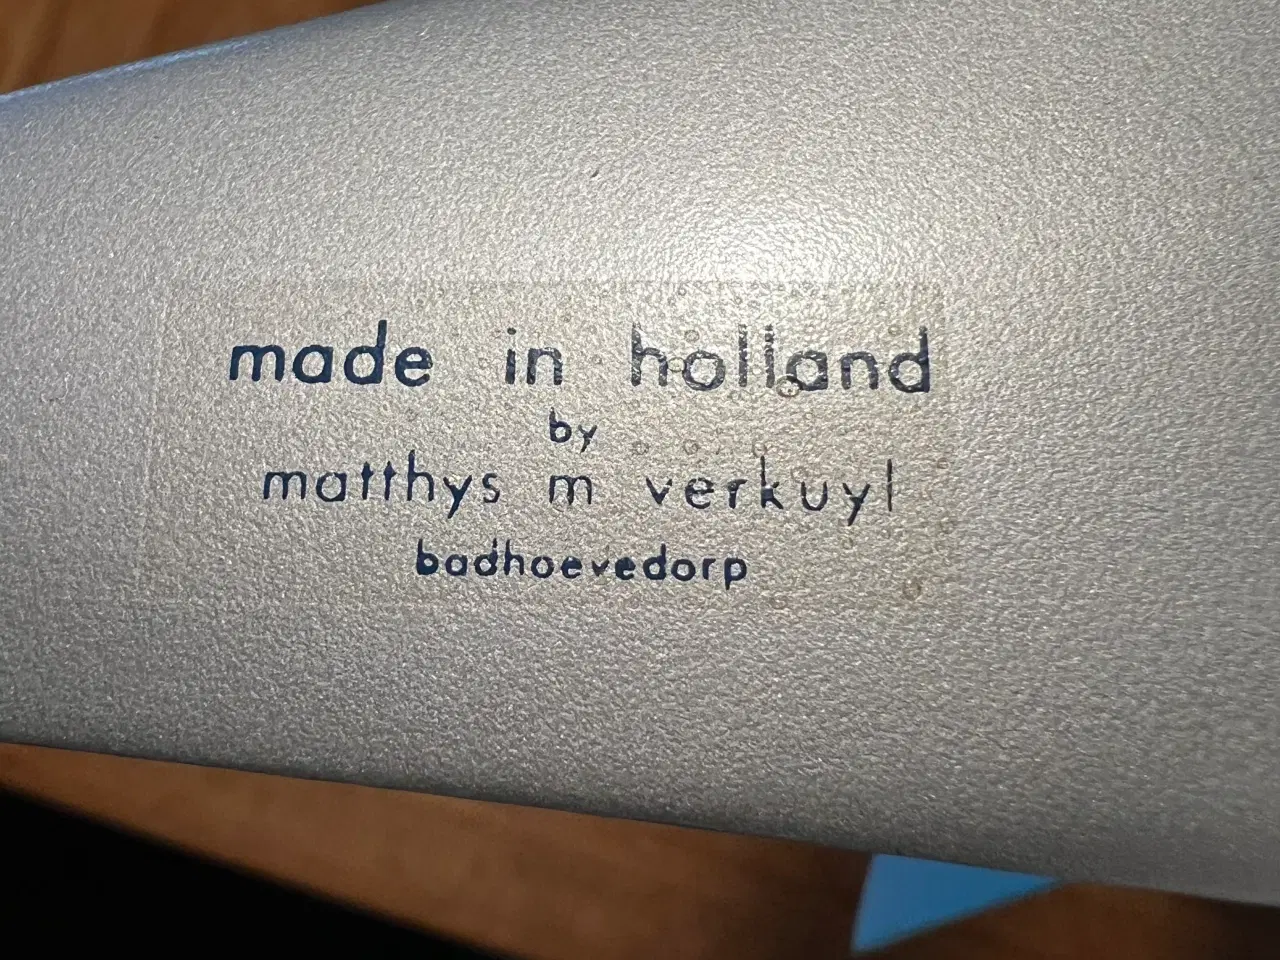 made in holland
by
matthys m verkuyl
badhoevedorp